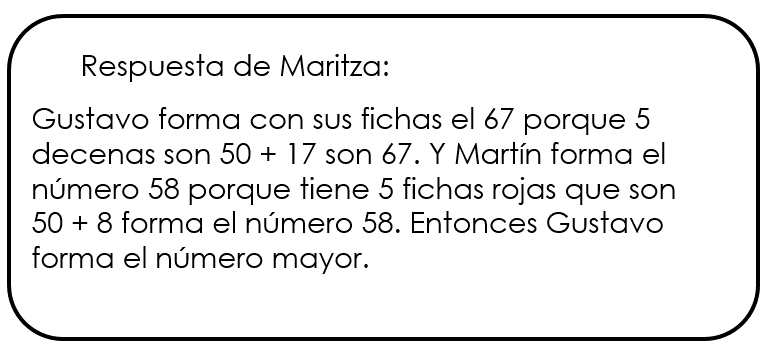 Respuesta de Maritza:
Gustavo forma con sus fichas el 67 porque 5
decenas son 50 + 17 son 67. Y Martín forma el
número 58 porque tiene 5 fichas rojas que son
50 + 8 forma el número 58. Entonces Gustavo
forma el número mayor.